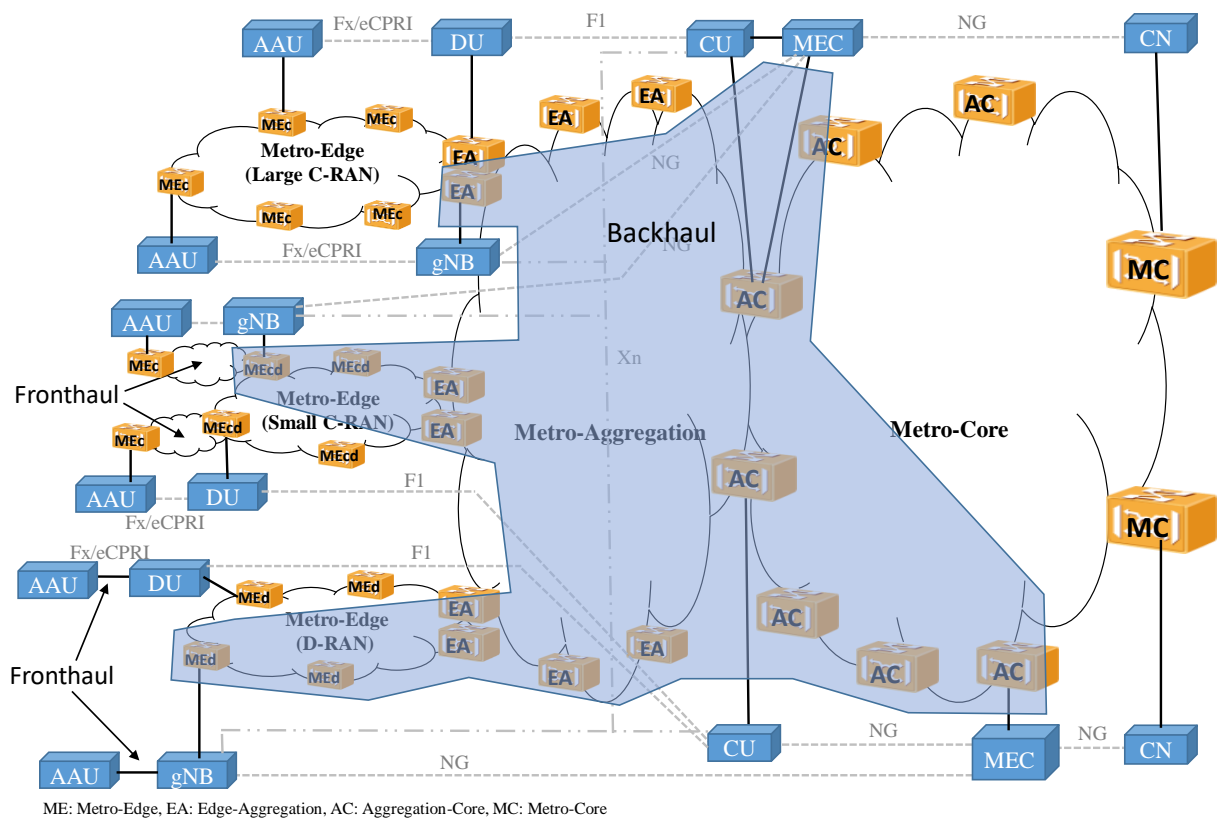 Fx/eCPRI
F1
AAU
DU
CU
MEC
NG
CN
EA
EA
AC
MEc
MEc
Metro-Edge
(Large C-RAN)
EA
AC
MEc
EA
NG
MEc
MEc
Backhaul
AAU
Fx/eCPRI
gNB
NG
MC
AC
AAU
gNB
MEc
MEcd
MEcd
Xn
Fronthaul
Metro-Edge
(Small C-RAN)
EA
MEc
MEcd
EA
Metro-Aggregation
Metro-Core
MEcd
AC
AAU
DU
F1
Fx/eCPRI
MC
Fx/eCPRI
F1
AAU
DU
MEd
MEd
EA
AC
Metro-Edge
(D-RAN)
EA
EA
MEd
MEd
EA
AC
AC
Fronthaul
CU
NG
MEC
NG
CN
AAU
gNB
NG
ME: Metro-Edge, EA: Edge-Aggregation, AC: Aggregation-Core, MC: Metro-Core